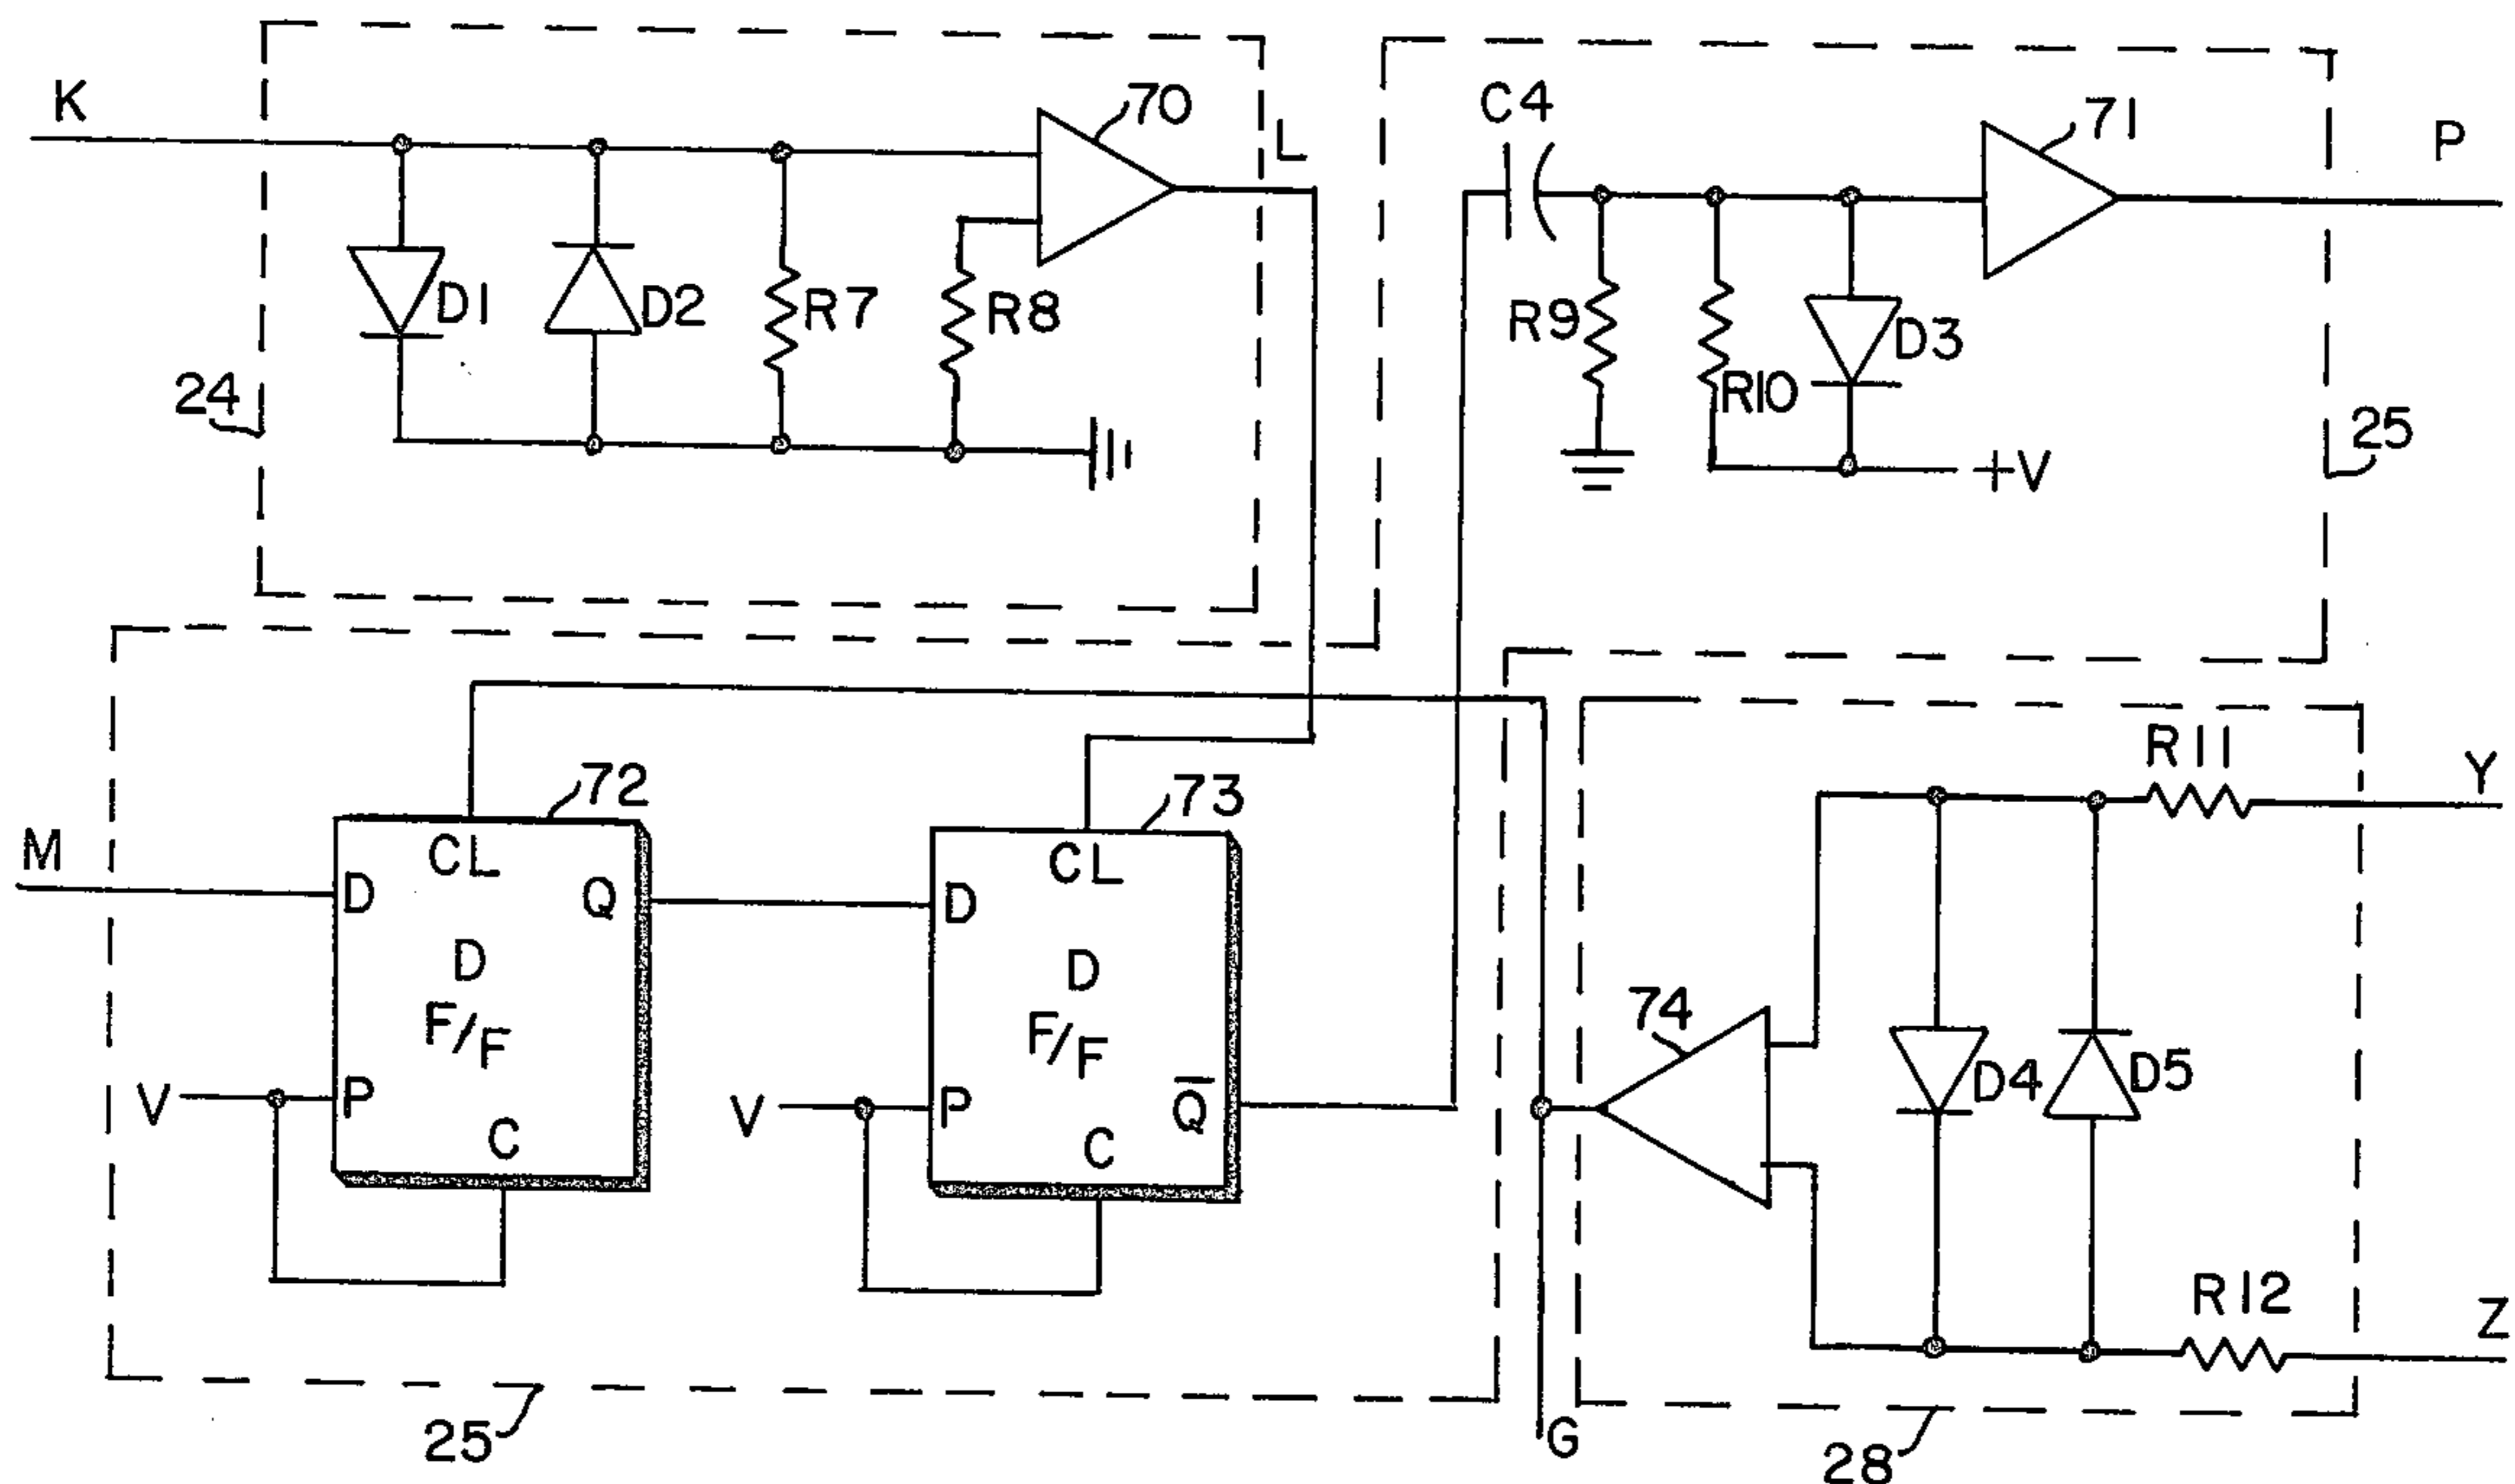 K
70
L
C4
71
P
D1
D2
R7
R8
R9
R10
D3
24
25
+V
R11
Y
72
73
M
CL
CL
D
Q
D
D
D
F/F
F/F
74
D4
D5
V
P
V
P
Q̅
C
C
R12
Z
25
G
28